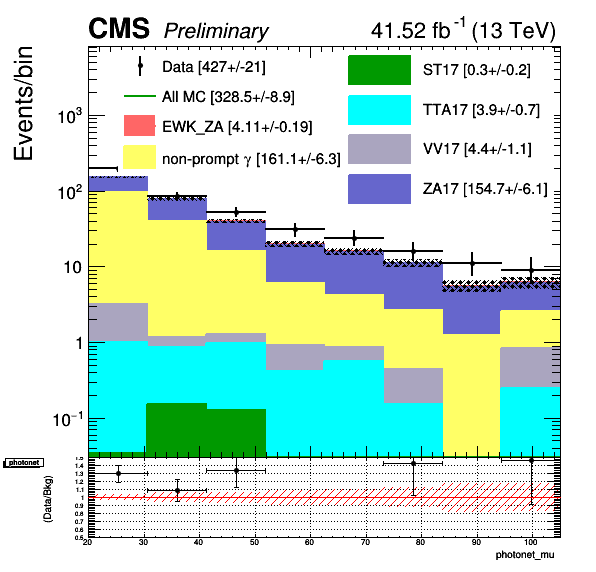 CMS Preliminary 41.52 fb⁻¹ (13 TeV)
Events/bin
Data [427+/-21]
All MC [328.5+/-8.9]
EWK_ZA [4.11+/-0.19]
non-prompt γ [161.1+/-6.3]
ST17 [0.3+/-0.2]
TTA17 [3.9+/-0.7]
VV17 [4.4+/-1.1]
ZA17 [154.7+/-6.1]
10³
10²
10
1
10⁻¹
photonet
(Data/Bkg)
1.5
1.4
1.3
1.2
1.1
1
0.9
0.8
0.7
0.6
0.5
20 30 40 50 60 70 80 90 100
photonet_mu